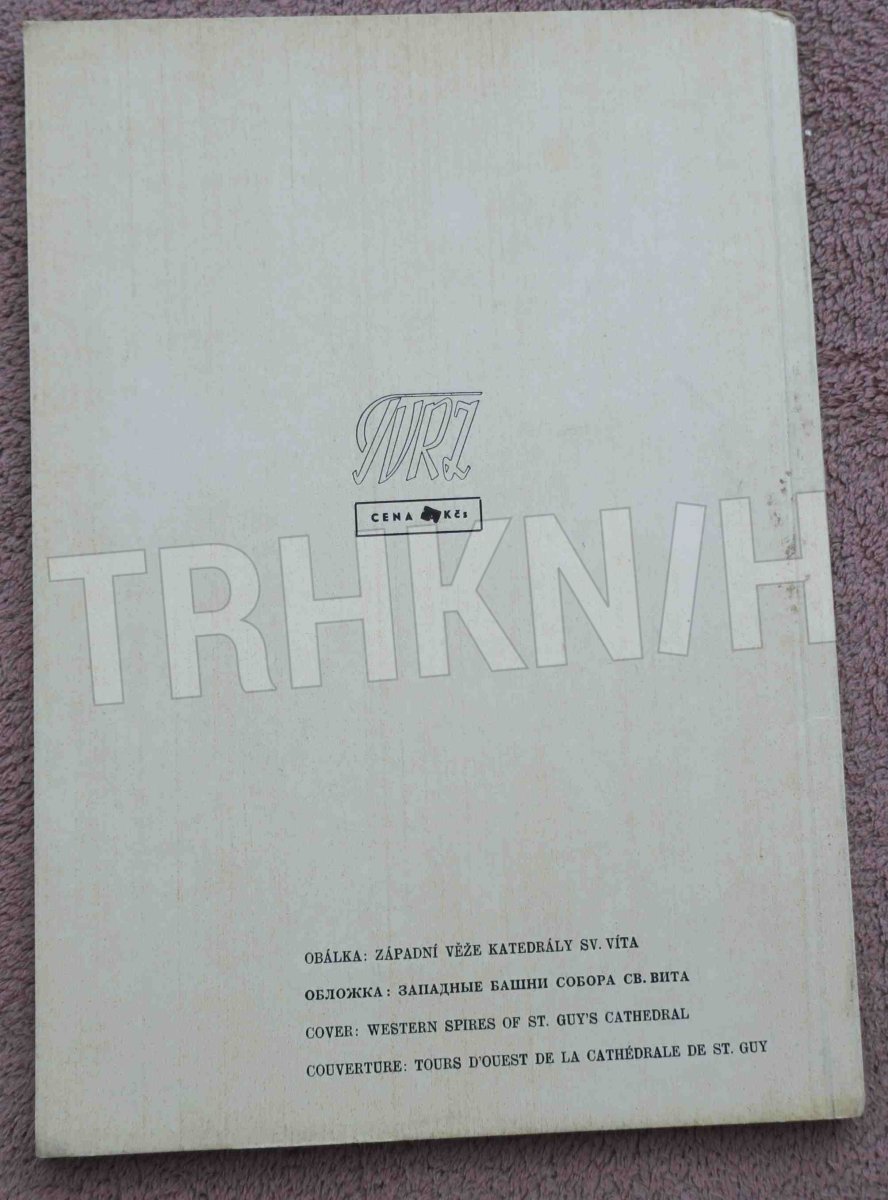 CENA Kčs
TRHKNIH
OBÁLKA: ZÁPADNÍ VĚŽE KATEDRÁLY SV. VÍTA
ОБЛОЖКА: ЗАПАДНЫЕ БАШНИ СОБОРА СВ. ВИТА
COVER: WESTERN SPIRES OF ST. GUY'S CATHEDRAL
COUVERTURE: TOURS D'OUEST DE LA CATHÉDRALE DE ST. GUY